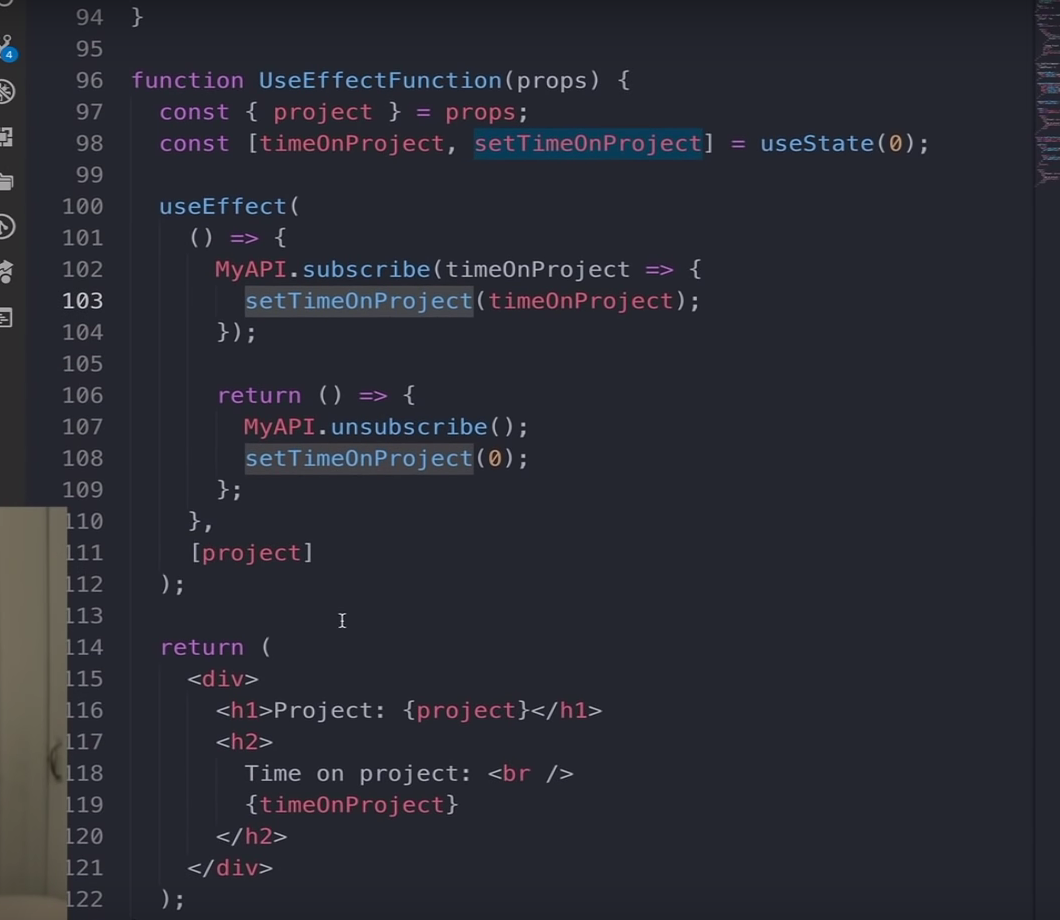 94 }
95
96 function UseEffectFunction(props) {
97 const { project } = props;
98 const [timeOnProject, setTimeOnProject] = useState(0);
99
100 useEffect(
101 () => {
102 MyAPI.subscribe(timeOnProject => {
103 setTimeOnProject(timeOnProject);
104 });
105
106 return () => {
107 MyAPI.unsubscribe();
108 setTimeOnProject(0);
109 };
110 },
111 [project]
112 );
113
114 return (
115 <div>
116 <h1>Project: {project}</h1>
117 <h2>
118 Time on project: <br />
119 {timeOnProject}
120 </h2>
121 </div>
122 );
4